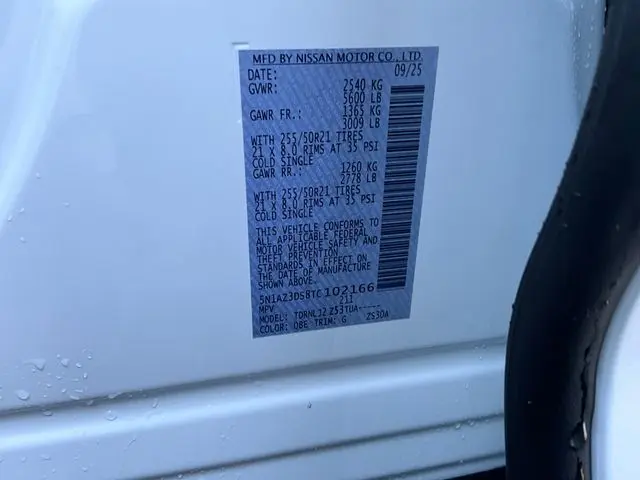 MFD BY NISSAN MOTOR CO., LTD.
DATE: 09/25
GVWR: 2540 KG
5600 LB
GAWR FR.: 1365 KG
3009 LB
WITH 255/50R21 TIRES
21 X 8.0 RIMS AT 35 PSI
COLD SINGLE
GAWR RR.: 1260 KG
2778 LB
WITH 255/50R21 TIRES
21 X 8.0 RIMS AT 35 PSI
COLD SINGLE
THIS VEHICLE CONFORMS TO
ALL APPLICABLE FEDERAL
MOTOR VEHICLE SAFETY AND
THEFT PREVENTION
STANDARDS IN EFFECT ON
THE DATE OF MANUFACTURE
SHOWN ABOVE.
5N1AZ3DS8TC102166
MPV 211
MODEL: TDRNLJ2 Z53TUA-----
COLOR: QBE TRIM: G ZS3DA